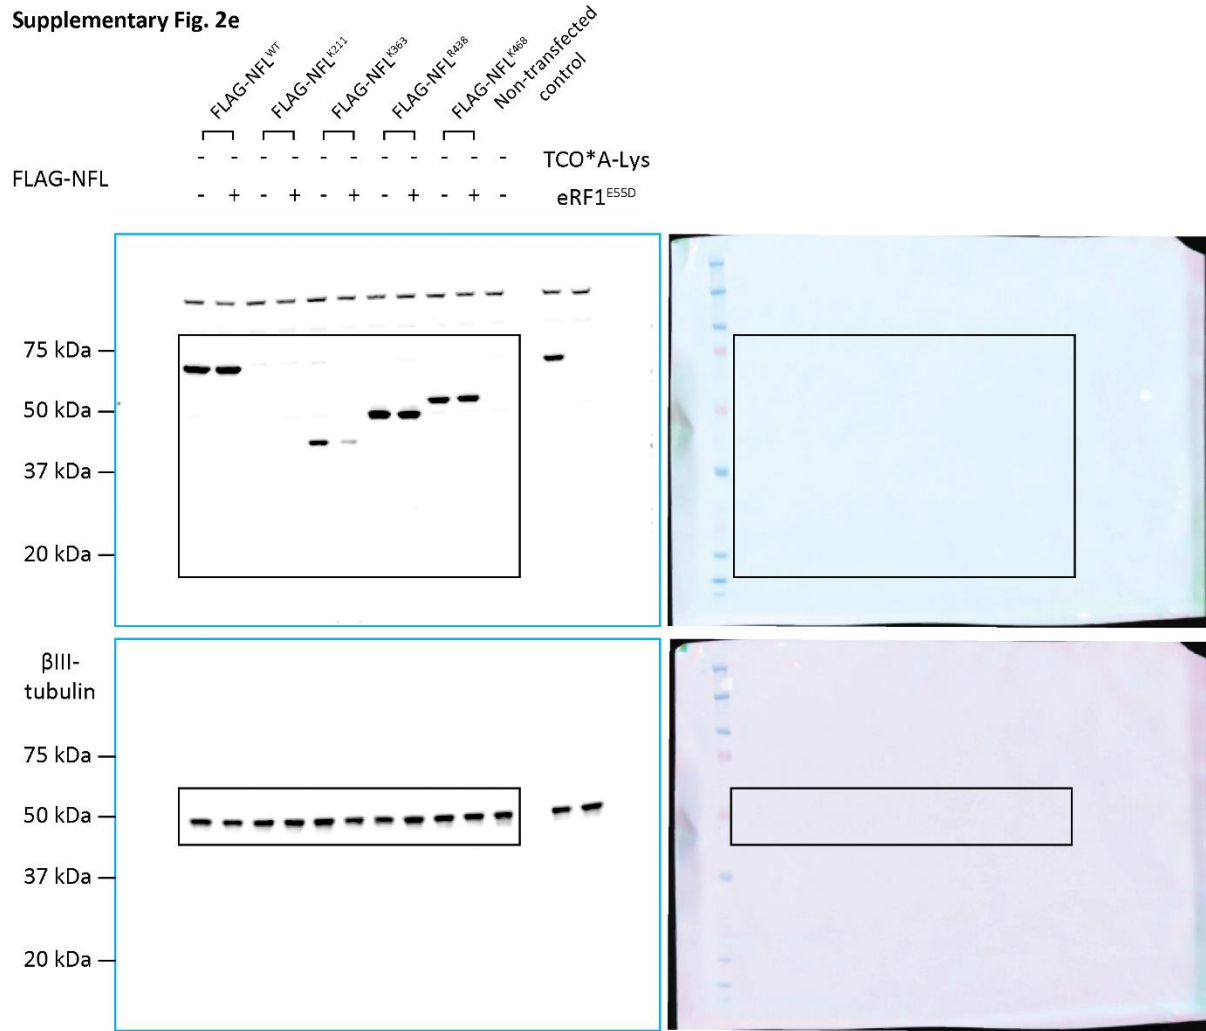 Supplementary Fig. 2e
FLAG-NFL^WT
FLAG-NFL^K211
FLAG-NFL^K363
FLAG-NFL^R438
FLAG-NFL^K468
Non-transfected
control
- - - - - - - - - - - TCO*A-Lys
FLAG-NFL
- + - + - + - + - + - eRF1^E55D
75 kDa
50 kDa
37 kDa
20 kDa
βIII-
tubulin
75 kDa
50 kDa
37 kDa
20 kDa